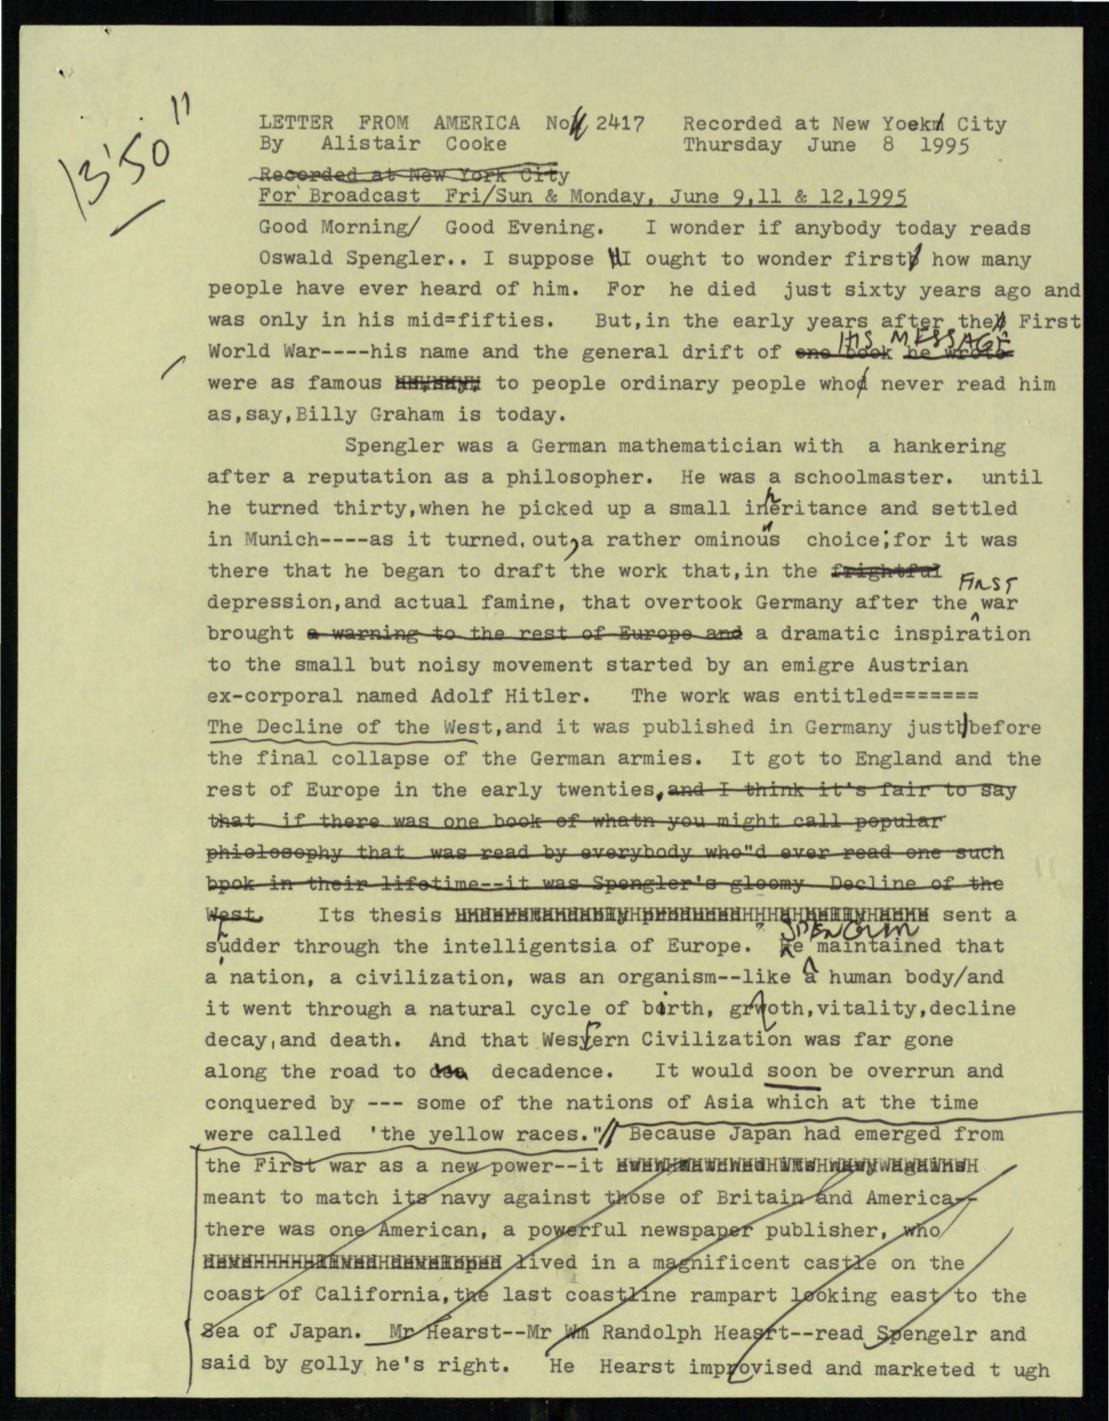 13'50"
LETTER FROM AMERICA No 2417 Recorded at New Yoekm City
By Alistair Cooke Thursday June 8 1995
Recorded at New York City
For Broadcast Fri/Sun & Monday, June 9,11 & 12,1995
Good Morning/ Good Evening. I wonder if anybody today reads
Oswald Spengler.. I suppose I ought to wonder first how many
people have ever heard of him. For he died just sixty years ago and
was only in his mid=fifties. But,in the early years after the First
HIS MESSAGE
World War----his name and the general drift of one book he wrote
were as famous to people ordinary people who never read him
as,say,Billy Graham is today.
Spengler was a German mathematician with a hankering
after a reputation as a philosopher. He was a schoolmaster. until
he turned thirty,when he picked up a small inheritance and settled
in Munich----as it turned.out,a rather ominous choice;for it was
there that he began to draft the work that,in the frightful
FIRST
depression,and actual famine, that overtook Germany after the war
brought a warning to the rest of Europe and a dramatic inspiration
to the small but noisy movement started by an emigre Austrian
ex-corporal named Adolf Hitler. The work was entitled=======
The Decline of the West,and it was published in Germany just before
the final collapse of the German armies. It got to England and the
rest of Europe in the early twenties.and I think it's fair to say
that if there was one book of whatn you might call popular
phiolosophy that was read by everybody who"d ever read one such
bpok in their lifetime--it was Spengler's gloomy Decline of the
West. Its thesis sent a
SPENGLER
shudder through the intelligentsia of Europe. He maintained that
a nation, a civilization, was an organism--like a human body/and
it went through a natural cycle of birth, grwoth,vitality,decline
decay,and death. And that Western Civilization was far gone
along the road to decadence. It would soon be overrun and
conquered by --- some of the nations of Asia which at the time
were called 'the yellow races."// Because Japan had emerged from
the First war as a new power--it
meant to match its navy against those of Britain and America--
there was one American, a powerful newspaper publisher, who
lived in a magnificent castle on the
coast of California,the last coastline rampart looking east to the
Sea of Japan. Mr Hearst--Mr Wm Randolph Heasrt--read Spengelr and
said by golly he's right. He Hearst improvised and marketed t ugh